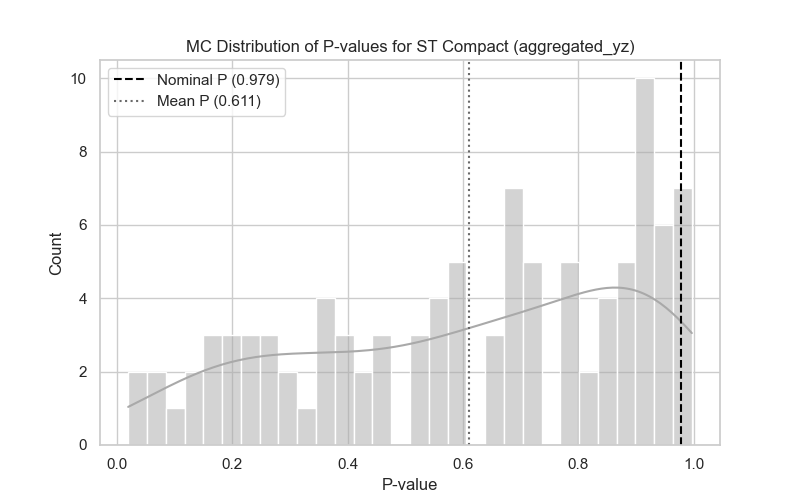 MC Distribution of P-values for ST Compact (aggregated_yz)
Nominal P (0.979)
Mean P (0.611)
Count
10
8
6
4
2
0
0.0 0.2 0.4 0.6 0.8 1.0
P-value